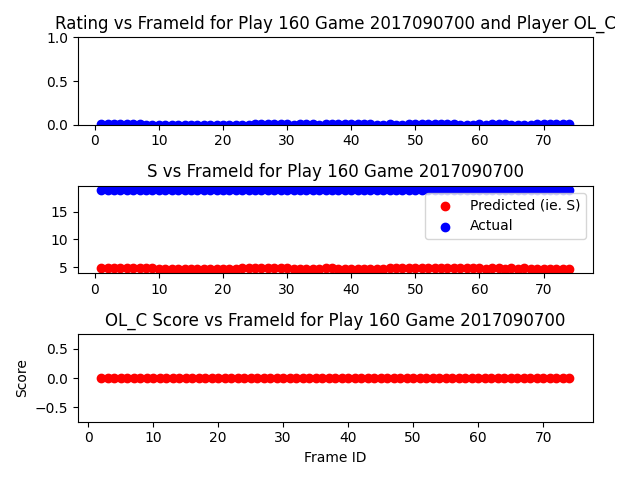 Rating vs FrameId for Play 160 Game 2017090700 and Player OL_C
1.0
0.5
0.0
0 10 20 30 40 50 60 70
S vs FrameId for Play 160 Game 2017090700
15
10
5
Predicted (ie. S)
Actual
0 10 20 30 40 50 60 70
OL_C Score vs FrameId for Play 160 Game 2017090700
0.5
0.0
−0.5
Score
0 10 20 30 40 50 60 70
Frame ID